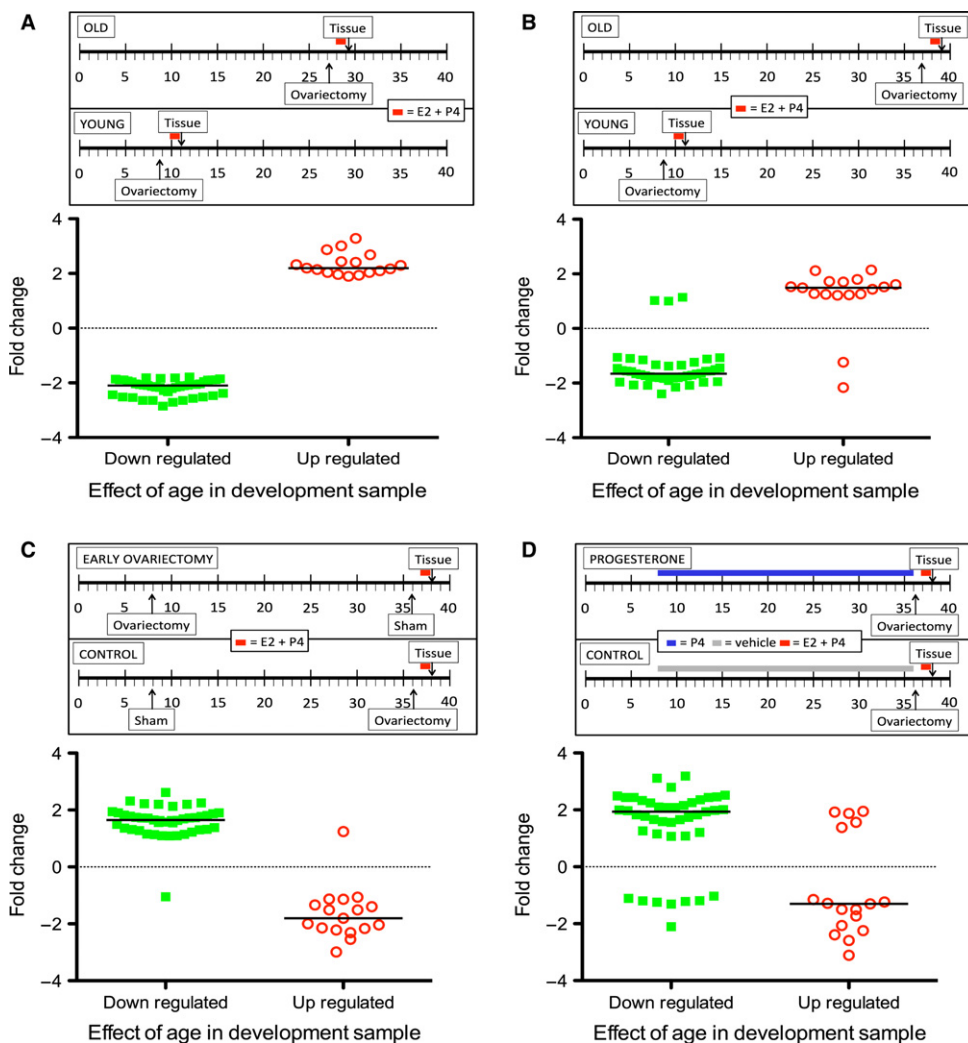 A
OLD
Tissue
0 5 10 15 20 25 30 35 40
Ovariectomy
= E2 + P4
YOUNG
Tissue
0 5 10 15 20 25 30 35 40
Ovariectomy
Fold change
4
2
0
–2
–4
Down regulated Up regulated
Effect of age in development sample
B
OLD
Tissue
0 5 10 15 20 25 30 35 40
Ovariectomy
= E2 + P4
YOUNG
Tissue
0 5 10 15 20 25 30 35 40
Ovariectomy
Fold change
4
2
0
–2
–4
Down regulated Up regulated
Effect of age in development sample
C
EARLY OVARIECTOMY
Tissue
0 5 10 15 20 25 30 35 40
Ovariectomy
Sham
= E2 + P4
CONTROL
Tissue
0 5 10 15 20 25 30 35 40
Sham
Ovariectomy
Fold change
4
2
0
–2
–4
Down regulated Up regulated
Effect of age in development sample
D
PROGESTERONE
Tissue
0 5 10 15 20 25 30 35 40
Ovariectomy
= P4 = vehicle = E2 + P4
CONTROL
Tissue
0 5 10 15 20 25 30 35 40
Ovariectomy
Fold change
4
2
0
–2
–4
Down regulated Up regulated
Effect of age in development sample